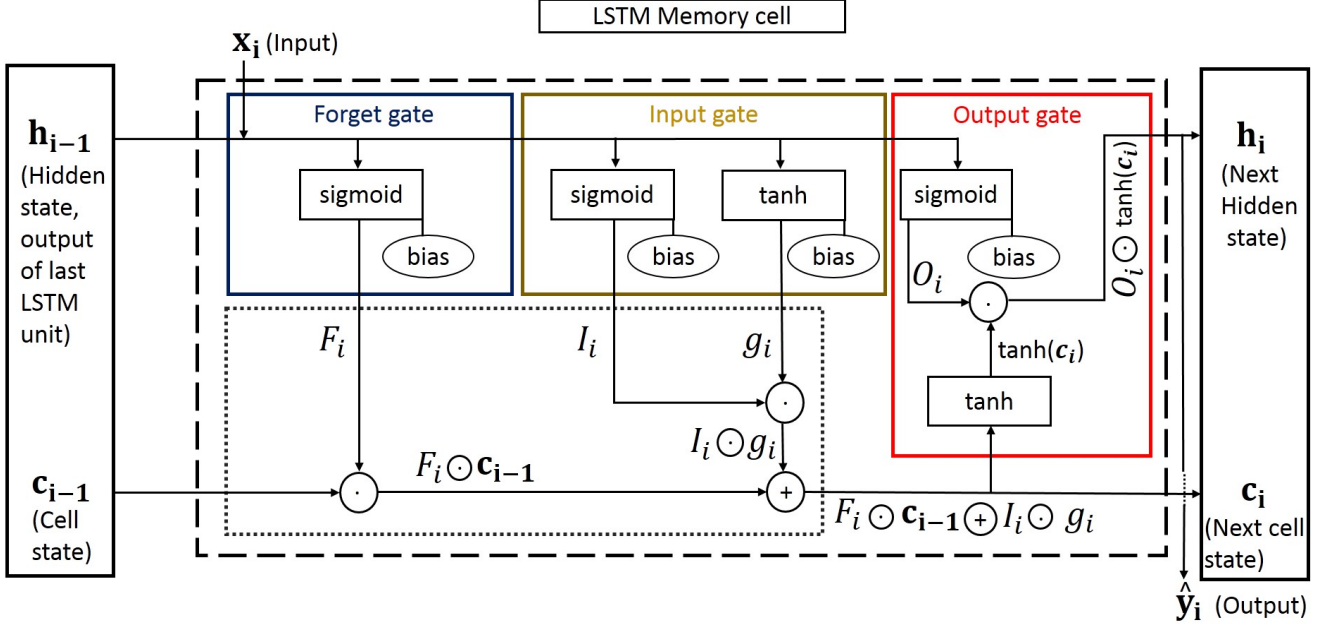 LSTM Memory cell
x_i (Input)
h_{i-1}
(Hidden
state,
output
of last
LSTM
unit)
c_{i-1}
(Cell
state)
Forget gate
sigmoid
bias
Input gate
sigmoid
bias
tanh
bias
Output gate
sigmoid
bias
O_i
⊙
tanh(c_i)
tanh
O_i ⊙ tanh(c_i)
F_i
I_i
g_i
⊙
I_i ⊙ g_i
⊙
F_i ⊙ c_{i-1}
+
F_i ⊙ c_{i-1} ⊕ I_i ⊙ g_i
h_i
(Next
Hidden
state)
c_i
(Next cell
state)
ŷ_i (Output)